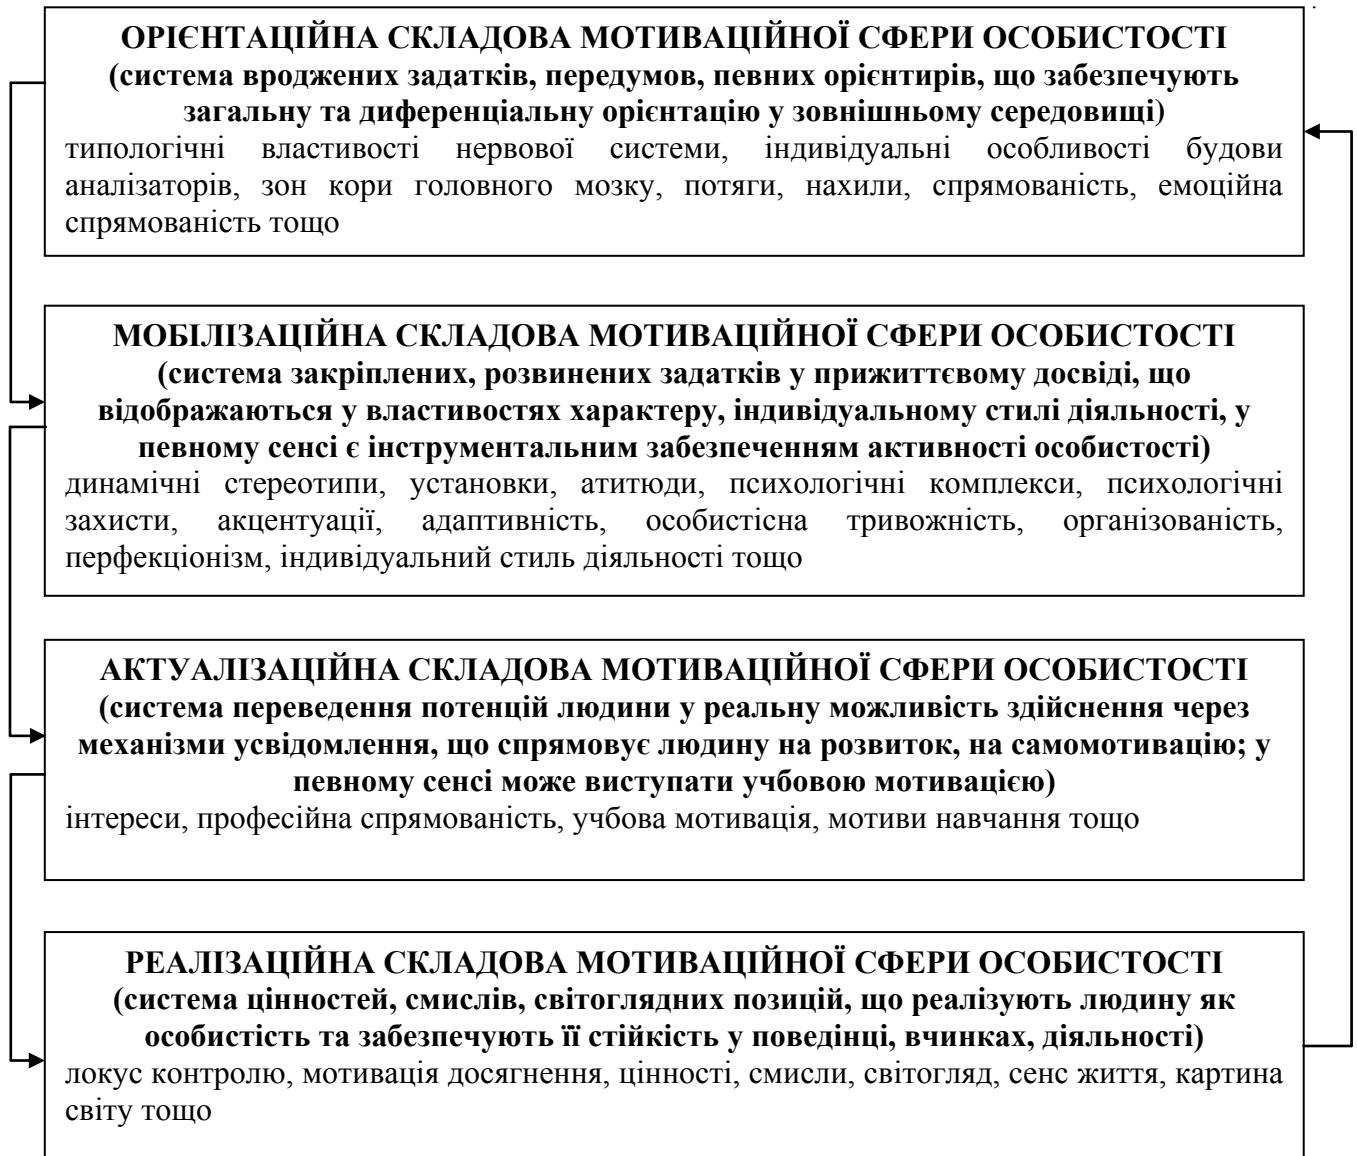 ОРІЄНТАЦІЙНА СКЛАДОВА МОТИВАЦІЙНОЇ СФЕРИ ОСОБИСТОСТІ
(система вроджених задатків, передумов, певних орієнтирів, що забезпечують
загальну та диференціальну орієнтацію у зовнішньому середовищі)
типологічні властивості нервової системи, індивідуальні особливості будови
аналізаторів, зон кори головного мозку, потяги, нахили, спрямованість, емоційна
спрямованість тощо
МОБІЛІЗАЦІЙНА СКЛАДОВА МОТИВАЦІЙНОЇ СФЕРИ ОСОБИСТОСТІ
(система закріплених, розвинених задатків у прижиттєвому досвіді, що
відображаються у властивостях характеру, індивідуальному стилі діяльності, у
певному сенсі є інструментальним забезпеченням активності особистості)
динамічні стереотипи, установки, атитюди, психологічні комплекси, психологічні
захисти, акцентуації, адаптивність, особистісна тривожність, організованість,
перфекціонізм, індивідуальний стиль діяльності тощо
АКТУАЛІЗАЦІЙНА СКЛАДОВА МОТИВАЦІЙНОЇ СФЕРИ ОСОБИСТОСТІ
(система переведення потенцій людини у реальну можливість здійснення через
механізми усвідомлення, що спрямовує людину на розвиток, на самомотивацію; у
певному сенсі може виступати учбовою мотивацією)
інтереси, професійна спрямованість, учбова мотивація, мотиви навчання тощо
РЕАЛІЗАЦІЙНА СКЛАДОВА МОТИВАЦІЙНОЇ СФЕРИ ОСОБИСТОСТІ
(система цінностей, смислів, світоглядних позицій, що реалізують людину як
особистість та забезпечують її стійкість у поведінці, вчинках, діяльності)
локус контролю, мотивація досягнення, цінності, смисли, світогляд, сенс життя, картина
світу тощо